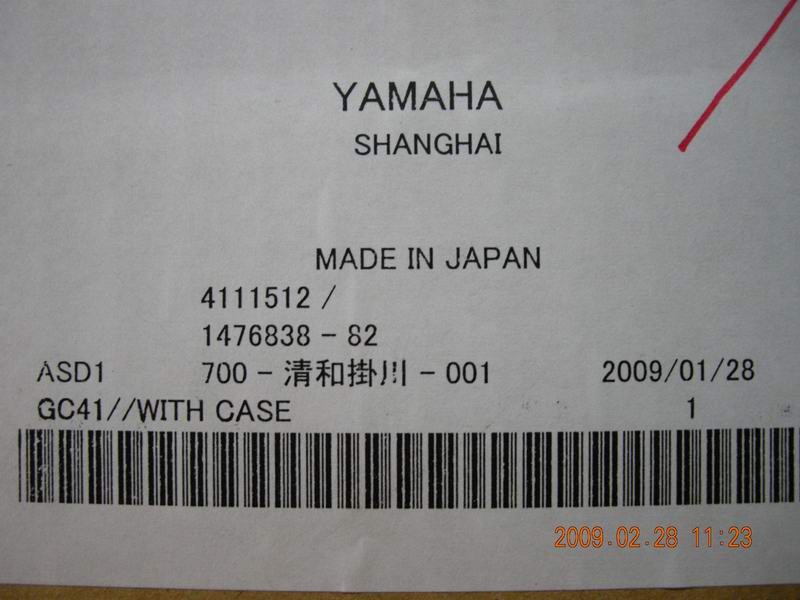 YAMAHA
SHANGHAI
MADE IN JAPAN
4111512 /
1476838 - 82
ASD1 700 - 清和掛川 - 001 2009/01/28
GC41//WITH CASE 1
2009.02.28 11:23